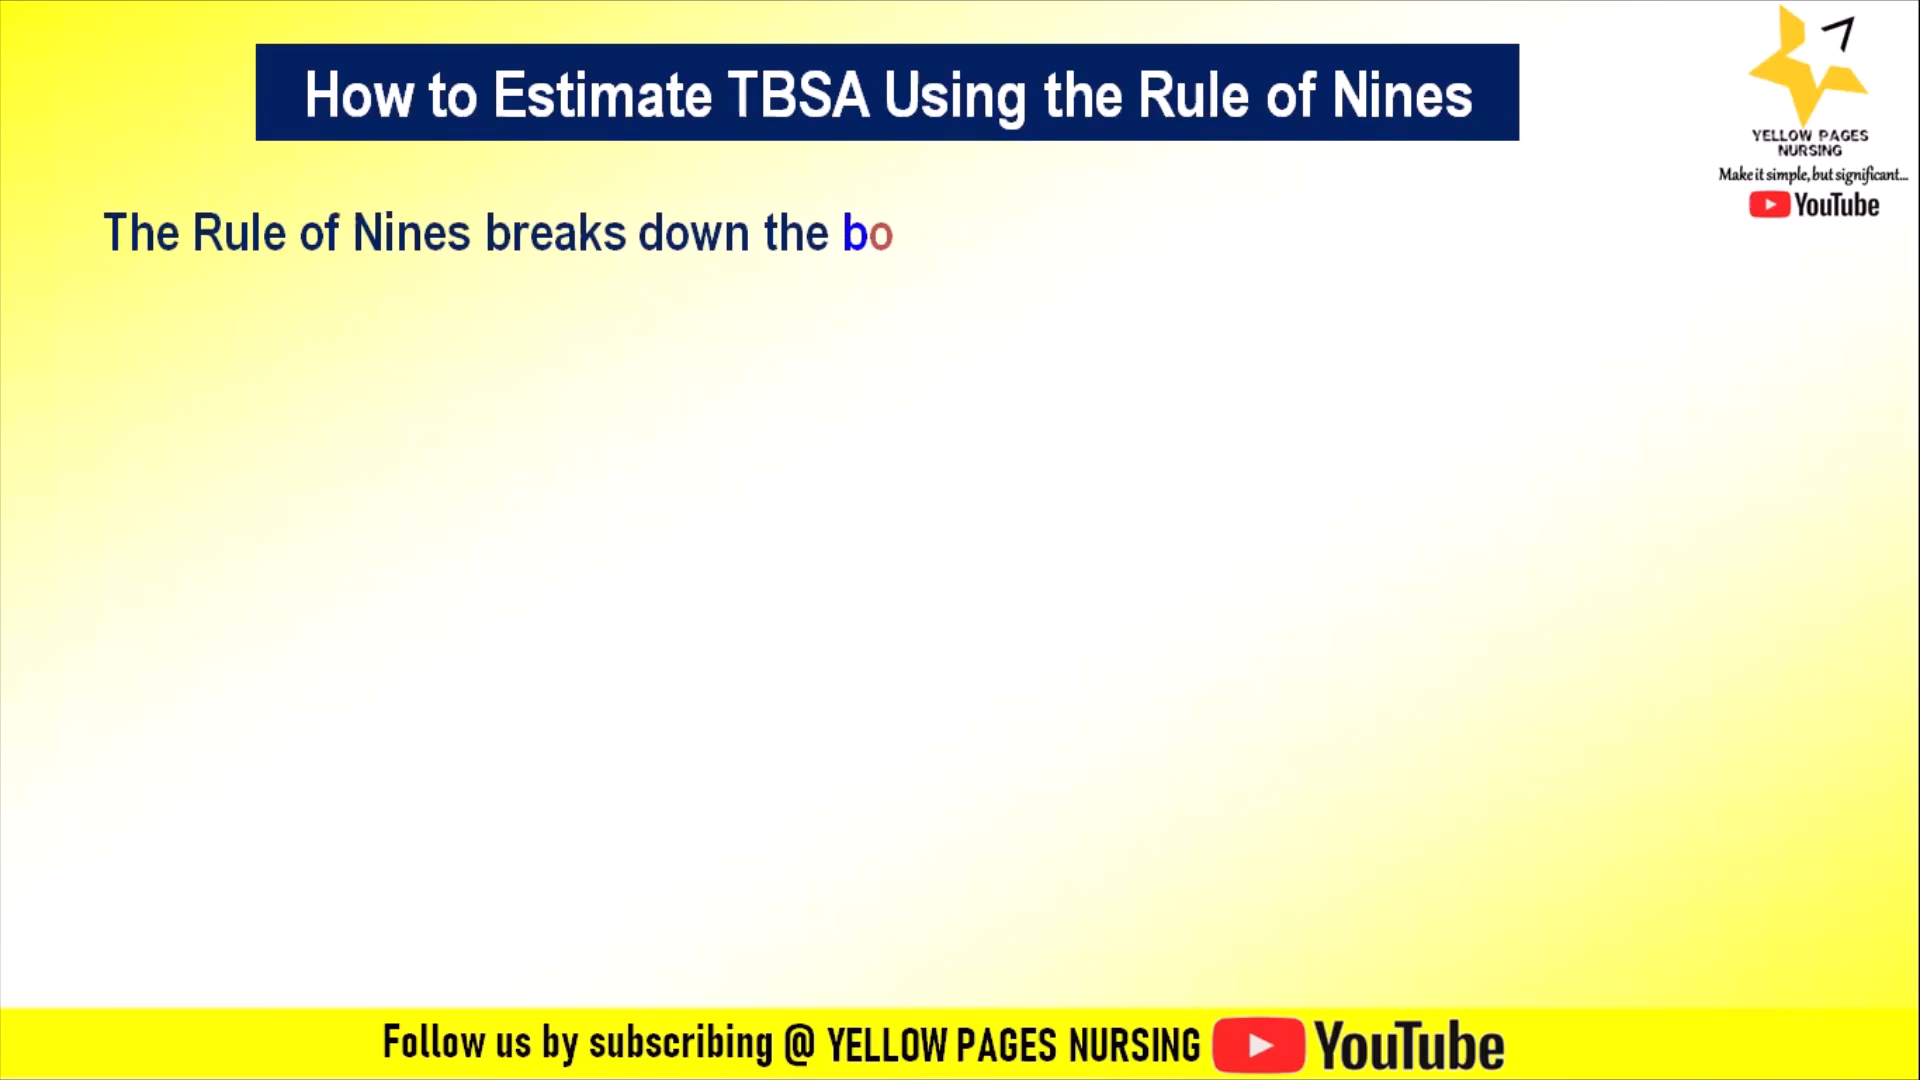 How to Estimate TBSA Using the Rule of Nines
YELLOW PAGES
NURSING
Make it simple, but significant...
YouTube
The Rule of Nines breaks down the bo
Follow us by subscribing @ YELLOW PAGES NURSING YouTube